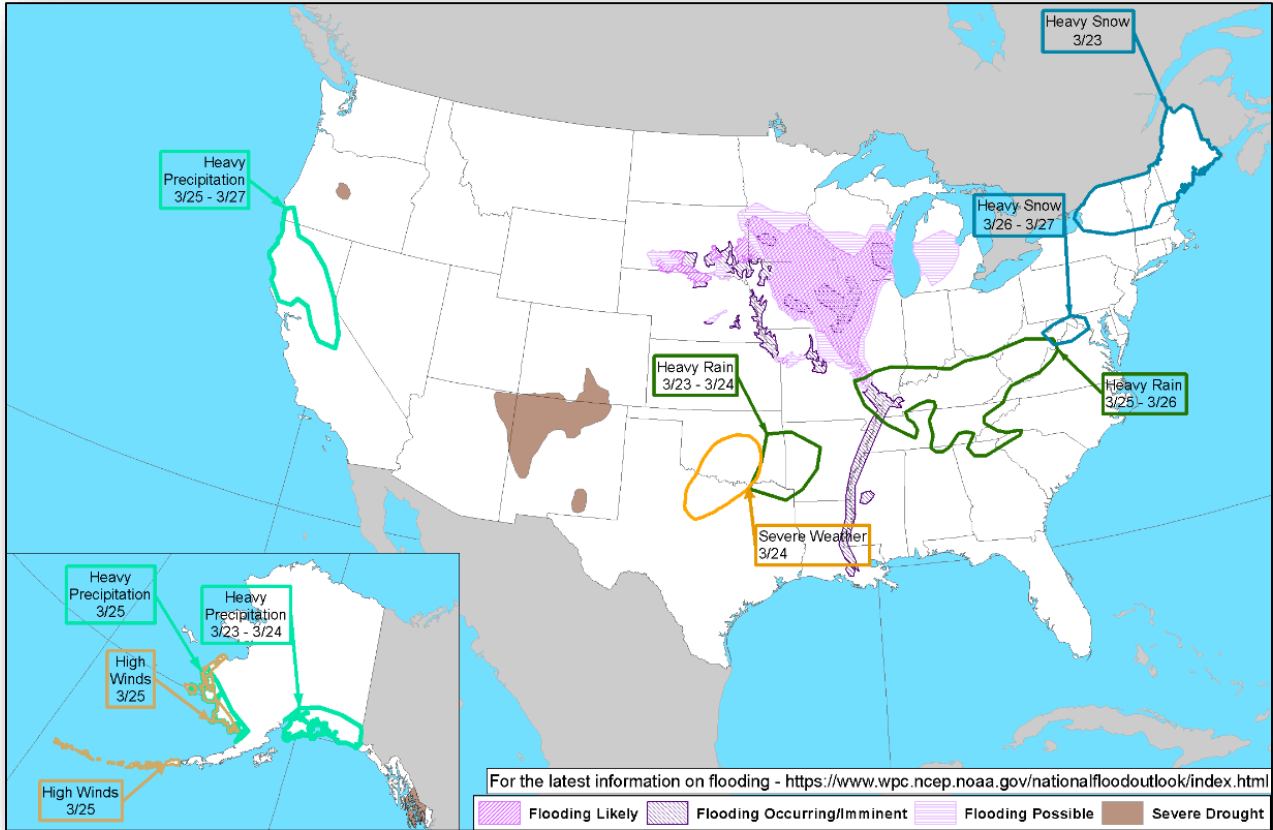 Heavy Snow
3/23
Heavy
Precipitation
3/25 - 3/27
Heavy Snow
3/26 - 3/27
Heavy Rain
3/23 - 3/24
Heavy Rain
3/25 - 3/26
Severe Weather
3/24
Heavy
Precipitation
3/25
Heavy
Precipitation
3/23 - 3/24
High
Winds
3/25
High Winds
3/25
For the latest information on flooding - https://www.wpc.ncep.noaa.gov/nationalfloodoutlook/index.html
Flooding Likely
Flooding Occurring/Imminent
Flooding Possible
Severe Drought